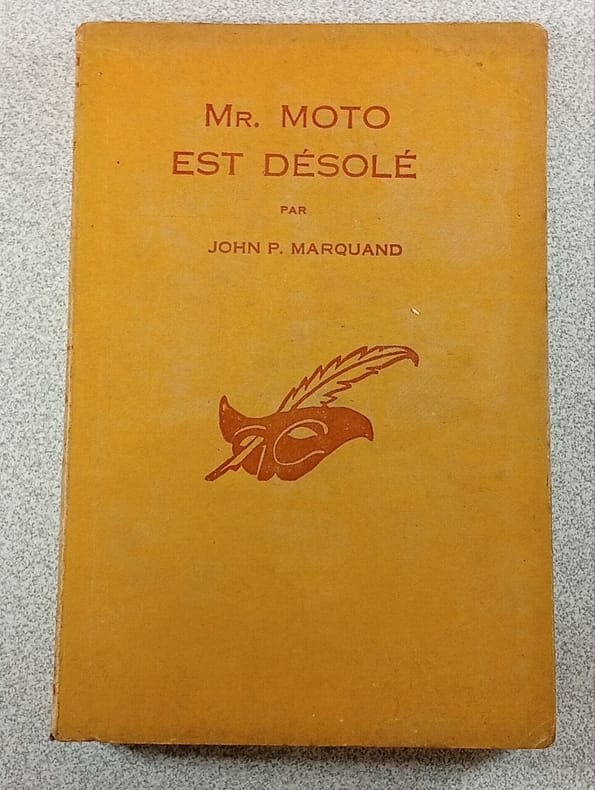 Mr. MOTO
EST DÉSOLÉ
PAR
JOHN P. MARQUAND